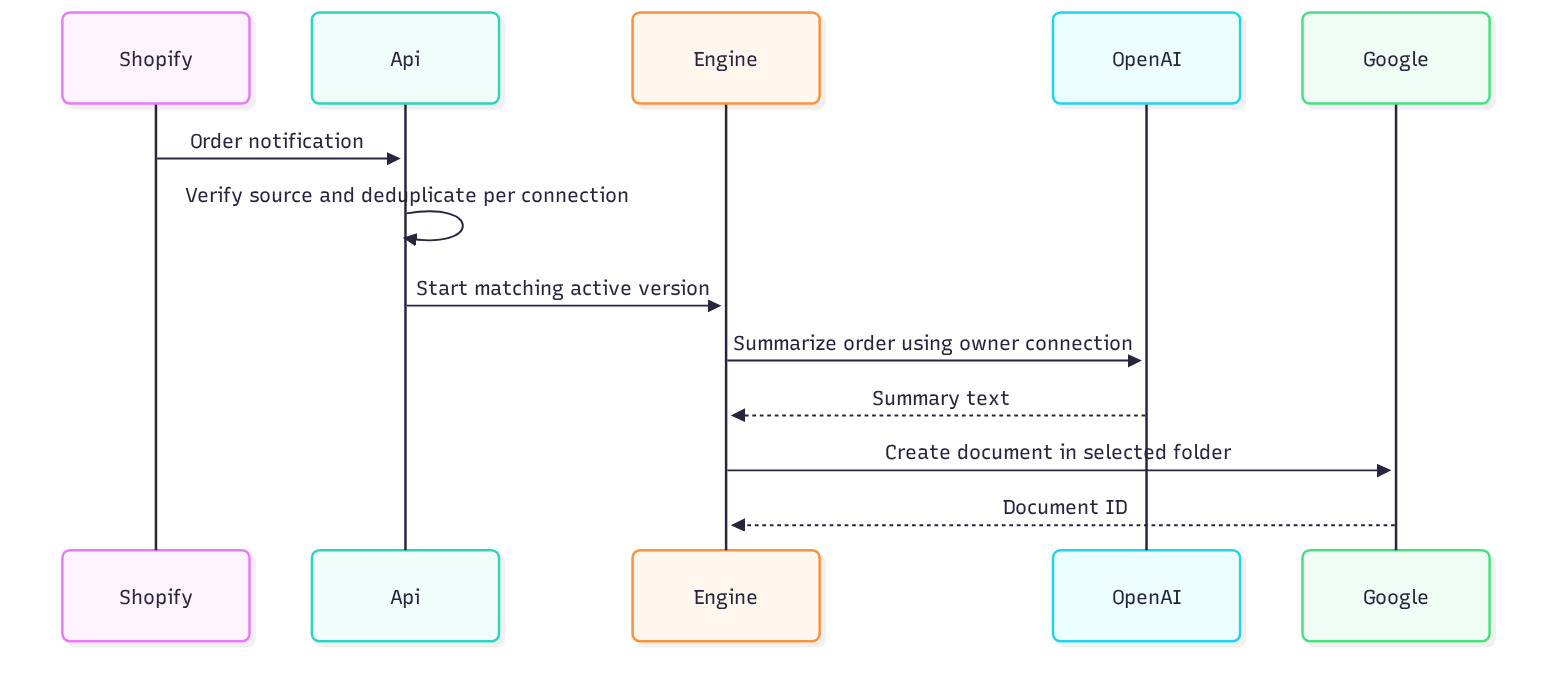 Shopify
Api
Engine
OpenAI
Google
Order notification
Verify source and deduplicate per connection
Start matching active version
Summarize order using owner connection
Summary text
Create document in selected folder
Document ID
Shopify
Api
Engine
OpenAI
Google